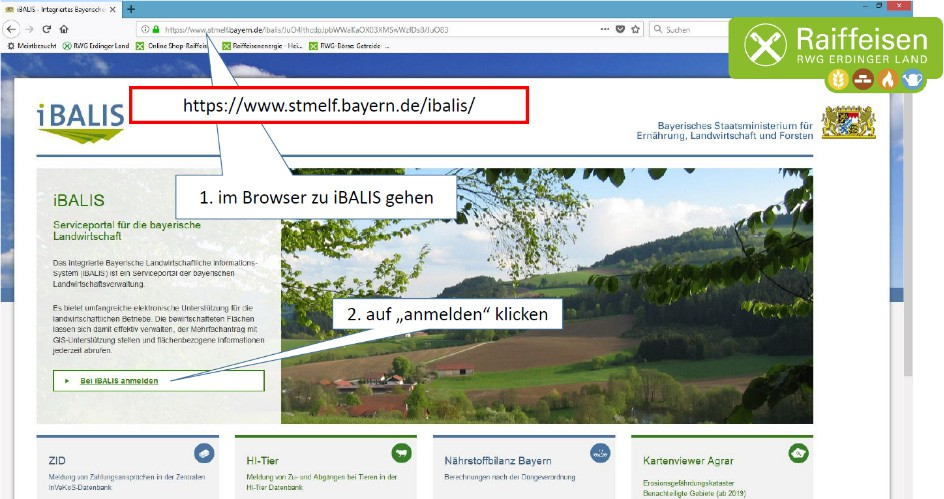 iBALIS - Integriertes Bayerische
https://www.stmelf.bayern.de/ibalis/
Suchen
Meistbesucht RWG Erdinger Land Online Shop Raiffeis Raiffeisenenergie - Hei... RWG-Börse: Getreide- ...
Raiffeisen
RWG ERDINGER LAND
https://www.stmelf.bayern.de/ibalis/
iBALIS
Bayerisches Staatsministerium für
Ernährung, Landwirtschaft und Forsten
1. im Browser zu iBALIS gehen
iBALIS
Serviceportal für die bayerische
Landwirtschaft
Das Integrierte Bayerische Landwirtschaftliche Informations-
System (iBALIS) ist ein Serviceportal der bayerischen
Landwirtschaftsverwaltung.
Es bietet umfangreiche elektronische Unterstützung für die
landwirtschaftlichen Betriebe. Die bewirtschafteten Flächen
lassen sich damit effektiv verwalten, der Mehrfachantrag mit
GIS-Unterstützung stellen und flächenbezogene Informationen
jederzeit abrufen.
2. auf „anmelden“ klicken
Bei iBALIS anmelden
ZID
Meldung von Zahlungsansprüchen in der Zentralen
InVeKoS-Datenbank
HI-Tier
Meldung von Zu- und Abgängen bei Tieren in der
HI-Tier Datenbank
Nährstoffbilanz Bayern
Berechnungen nach der Düngeverordnung
Kartenviewer Agrar
Erosionsgefährdungskataster
Benachteiligte Gebiete (ab 2019)